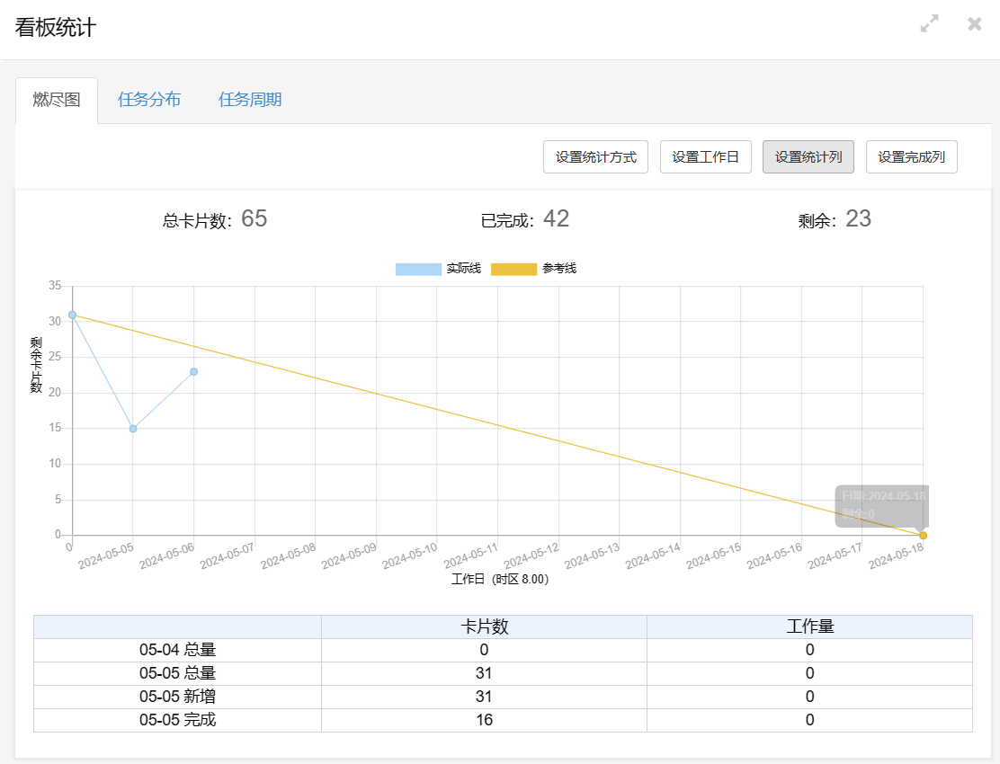 看板统计
燃尽图 任务分布 任务周期
设置统计方式 设置工作日 设置统计列 设置完成列
总卡片数: 65 已完成: 42 剩余: 23
实际线 参考线
35
30
25
20
15
10
5
0
剩余卡片数
日期:2024-05-18
剩余:0
0 2024-05-05 2024-05-06 2024-05-07 2024-05-08 2024-05-09 2024-05-10 2024-05-11 2024-05-12 2024-05-13 2024-05-14 2024-05-15 2024-05-16 2024-05-17 2024-05-18
工作日（时区 8.00）
卡片数 工作量
05-04 总量 0 0
05-05 总量 31 0
05-05 新增 31 0
05-05 完成 16 0